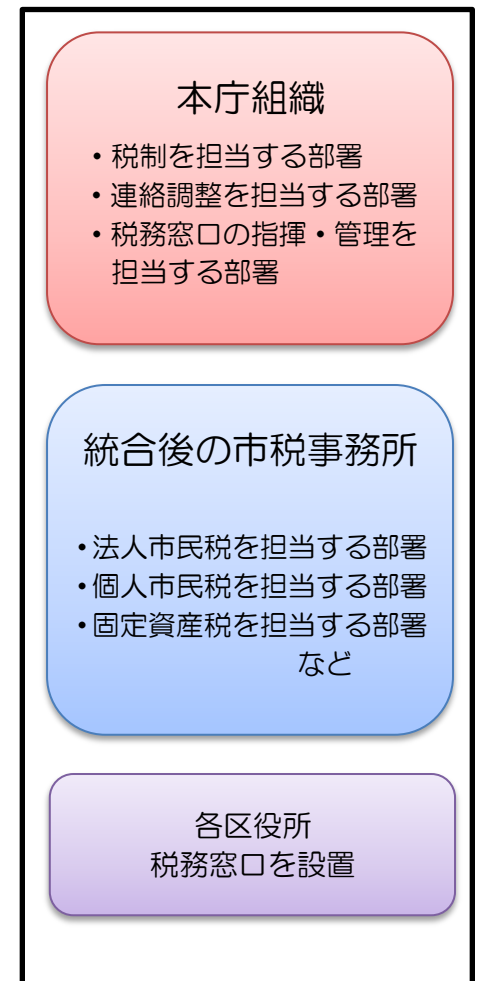 本庁組織
・税制を担当する部署
・連絡調整を担当する部署
・税務窓口の指揮・管理を
担当する部署
統合後の市税事務所
・法人市民税を担当する部署
・個人市民税を担当する部署
・固定資産税を担当する部署
など
各区役所
税務窓口を設置